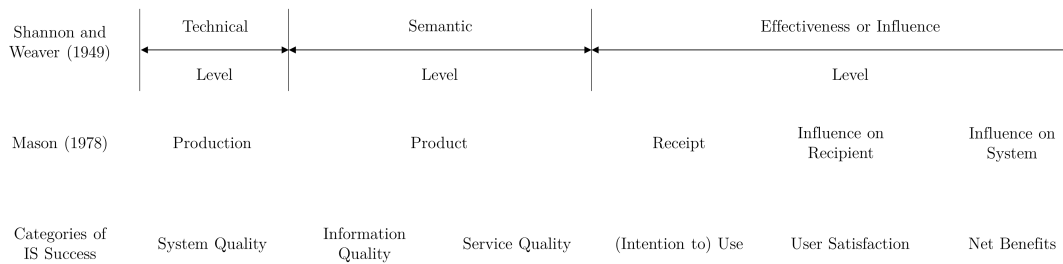 Shannon and
Weaver (1949)
Technical
Level
Semantic
Level
Effectiveness or Influence
Level
Mason (1978)
Production
Product
Receipt
Influence on
Recipient
Influence on
System
Categories of
IS Success
System Quality
Information
Quality
Service Quality
(Intention to) Use
User Satisfaction
Net Benefits